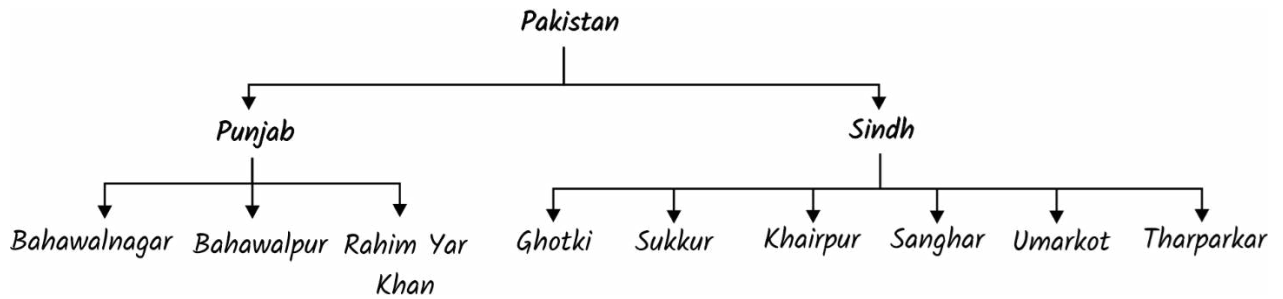 Pakistan
Punjab
Sindh
Bahawalnagar
Bahawalpur
Rahim Yar
Khan
Ghotki
Sukkur
Khairpur
Sanghar
Umarkot
Tharparkar